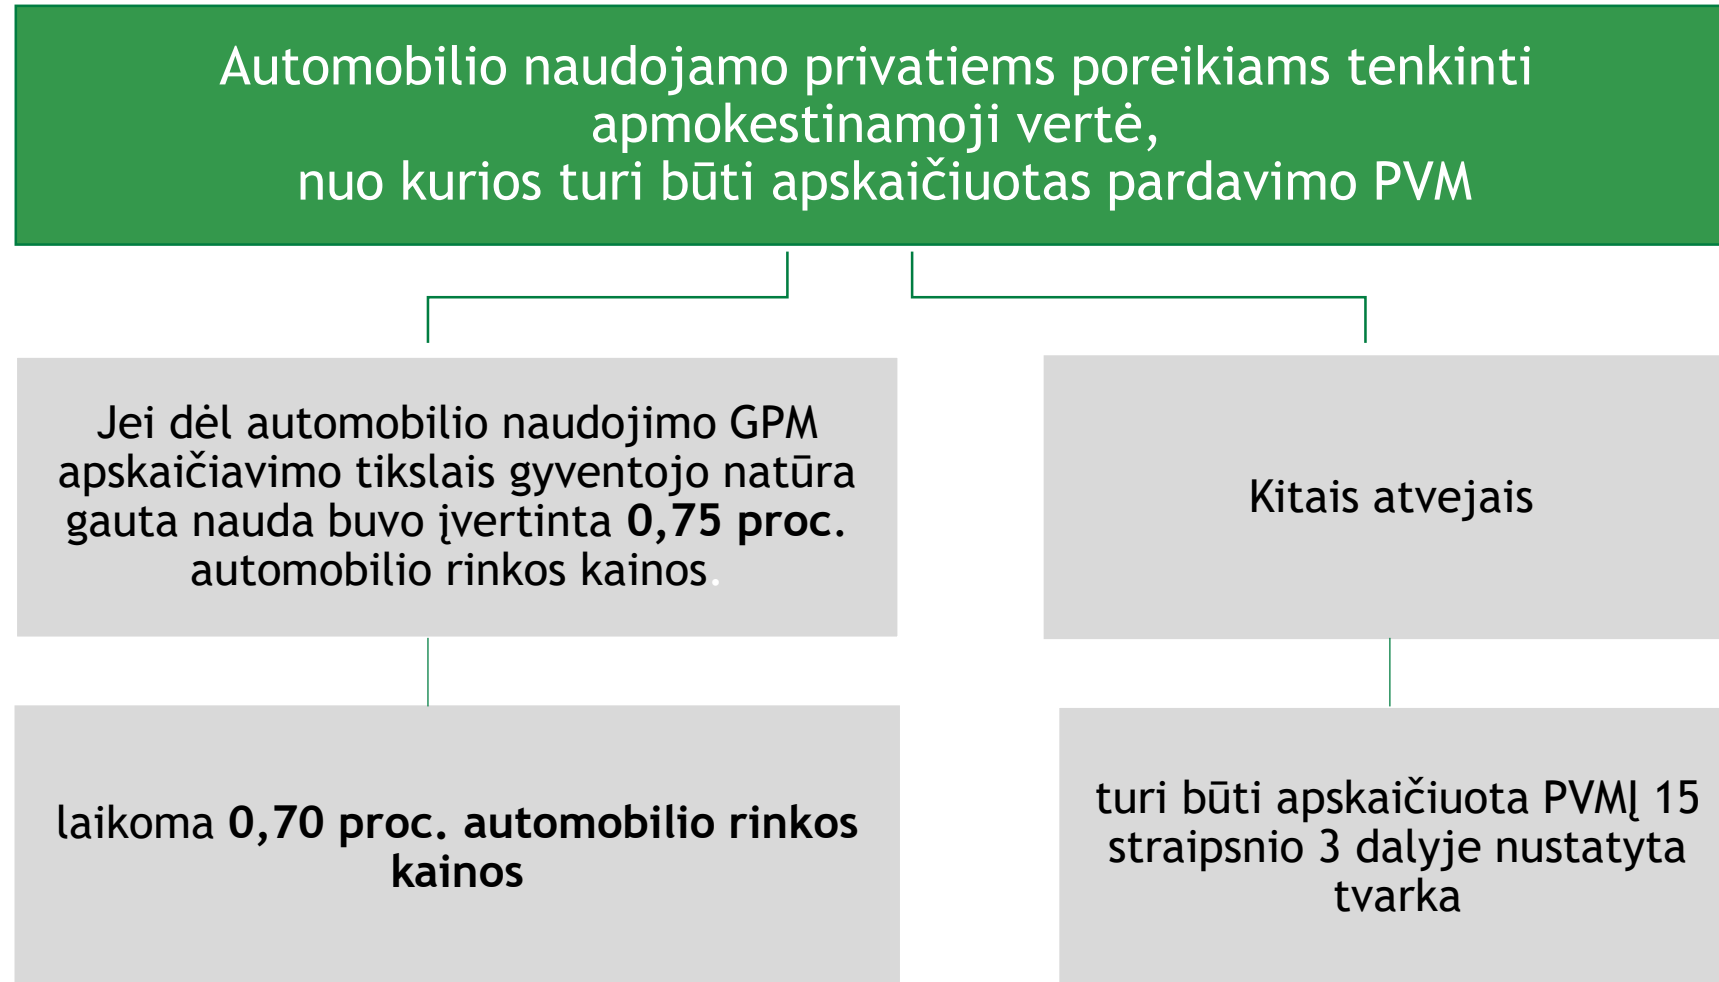 Automobilio naudojamo privatiems poreikiams tenkinti
apmokestinamoji vertė,
nuo kurios turi būti apskaičiuotas pardavimo PVM
Jei dėl automobilio naudojimo GPM
apskaičiavimo tikslais gyventojo natūra
gauta nauda buvo įvertinta 0,75 proc.
automobilio rinkos kainos.
Kitais atvejais
laikoma 0,70 proc. automobilio rinkos
kainos
turi būti apskaičiuota PVMĮ 15
straipsnio 3 dalyje nustatyta
tvarka